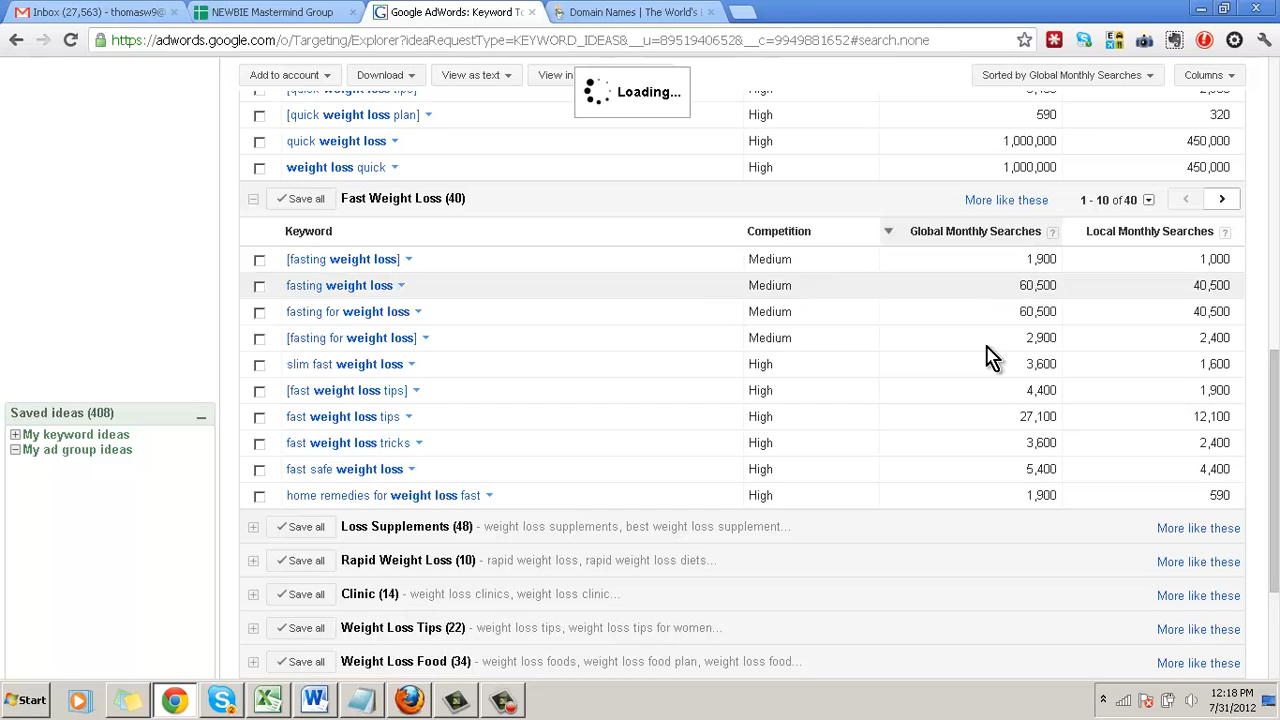 Inbox (27,563) - thomasw9@
NEWBIE Mastermind Group
Google AdWords: Keyword To
Domain Names | The World's l
https://adwords.google.com/o/Targeting/Explorer?ideaRequestType=KEYWORD_IDEAS&__u=8951940652&__c=9949881652#search.none
Add to account Download View as text View in Sorted by Global Monthly Searches Columns
Loading...
[quick weight loss tips] High
[quick weight loss plan] High 590 320
quick weight loss High 1,000,000 450,000
weight loss quick High 1,000,000 450,000
Save all Fast Weight Loss (40) More like these 1 - 10 of 40
Keyword Competition Global Monthly Searches ? Local Monthly Searches ?
[fasting weight loss] Medium 1,900 1,000
fasting weight loss Medium 60,500 40,500
fasting for weight loss Medium 60,500 40,500
[fasting for weight loss] Medium 2,900 2,400
slim fast weight loss High 3,600 1,600
[fast weight loss tips] High 4,400 1,900
fast weight loss tips High 27,100 12,100
fast weight loss tricks High 3,600 2,400
fast safe weight loss High 5,400 4,400
home remedies for weight loss fast High 1,900 590
Save all Loss Supplements (48) - weight loss supplements, best weight loss supplement... More like these
Save all Rapid Weight Loss (10) - rapid weight loss, rapid weight loss diets... More like these
Save all Clinic (14) - weight loss clinics, weight loss clinic... More like these
Save all Weight Loss Tips (22) - weight loss tips, weight loss tips for women... More like these
Save all Weight Loss Food (34) - weight loss foods, weight loss food plan, weight loss food... More like these
Saved ideas (408)
My keyword ideas
My ad group ideas
Start
12:18 PM
7/31/2012